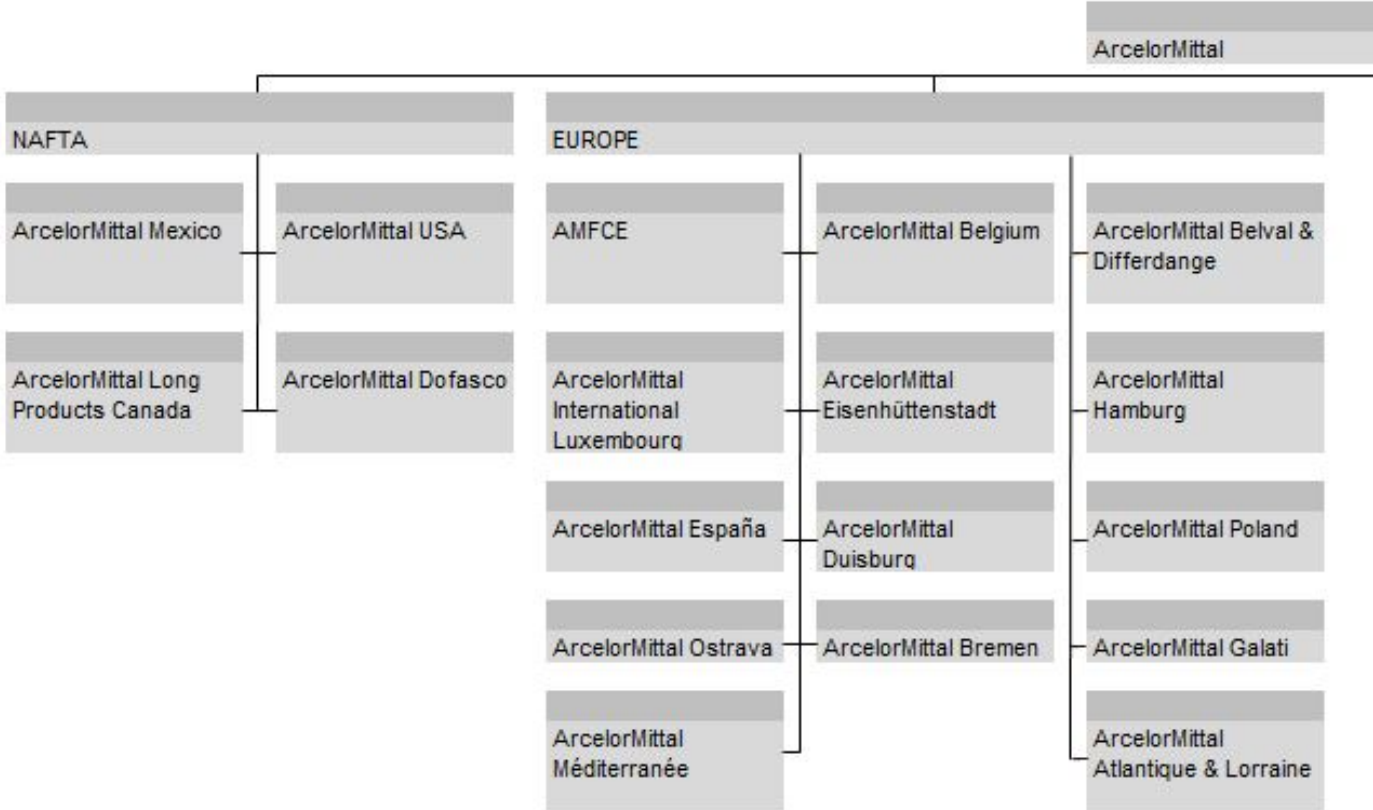 ArcelorMittal
NAFTA
EUROPE
ArcelorMittal Mexico
ArcelorMittal USA
AMFCE
ArcelorMittal Belgium
ArcelorMittal Belval &
Differdange
ArcelorMittal Long
Products Canada
ArcelorMittal Dofasco
ArcelorMittal
International
Luxembourg
ArcelorMittal
Eisenhüttenstadt
ArcelorMittal
Hamburg
ArcelorMittal España
ArcelorMittal
Duisburg
ArcelorMittal Poland
ArcelorMittal Ostrava
ArcelorMittal Bremen
ArcelorMittal Galati
ArcelorMittal
Méditerranée
ArcelorMittal
Atlantique & Lorraine